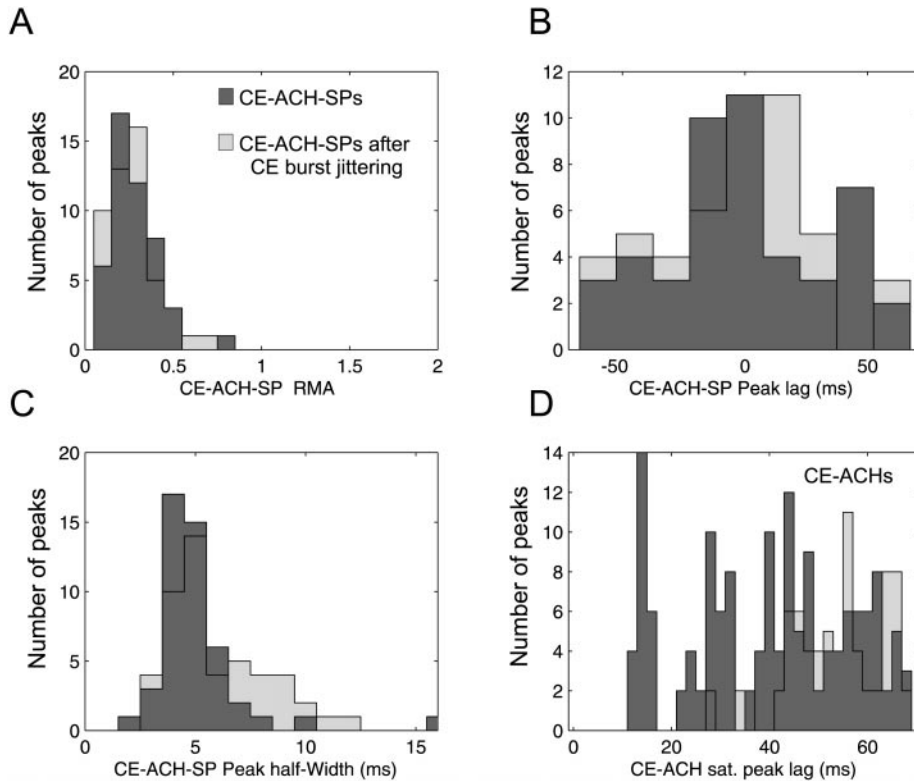 A
20
15
10
5
0
Number of peaks
CE-ACH-SPs
CE-ACH-SPs after
CE burst jittering
0
0.5
1
1.5
2
CE-ACH-SP RMA
B
12
10
8
6
4
2
0
Number of peaks
-50
0
50
CE-ACH-SP Peak lag (ms)
C
20
15
10
5
0
Number of peaks
0
5
10
15
CE-ACH-SP Peak half-Width (ms)
D
14
12
10
8
6
4
2
0
Number of peaks
CE-ACHs
0
20
40
60
CE-ACH sat. peak lag (ms)